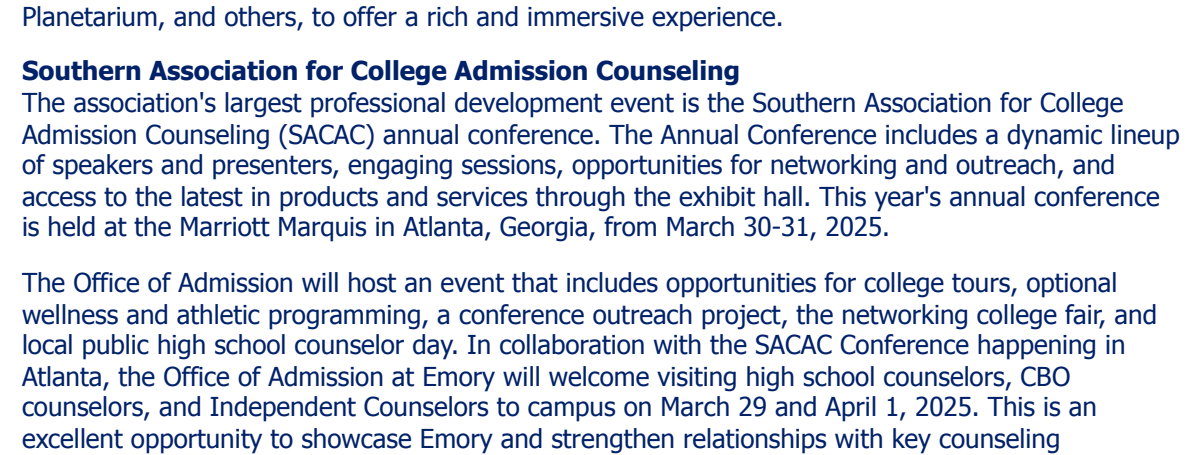 Planetarium, and others, to offer a rich and immersive experience.
Southern Association for College Admission Counseling
The association's largest professional development event is the Southern Association for College
Admission Counseling (SACAC) annual conference. The Annual Conference includes a dynamic lineup
of speakers and presenters, engaging sessions, opportunities for networking and outreach, and
access to the latest in products and services through the exhibit hall. This year's annual conference
is held at the Marriott Marquis in Atlanta, Georgia, from March 30-31, 2025.
The Office of Admission will host an event that includes opportunities for college tours, optional
wellness and athletic programming, a conference outreach project, the networking college fair, and
local public high school counselor day. In collaboration with the SACAC Conference happening in
Atlanta, the Office of Admission at Emory will welcome visiting high school counselors, CBO
counselors, and Independent Counselors to campus on March 29 and April 1, 2025. This is an
excellent opportunity to showcase Emory and strengthen relationships with key counseling